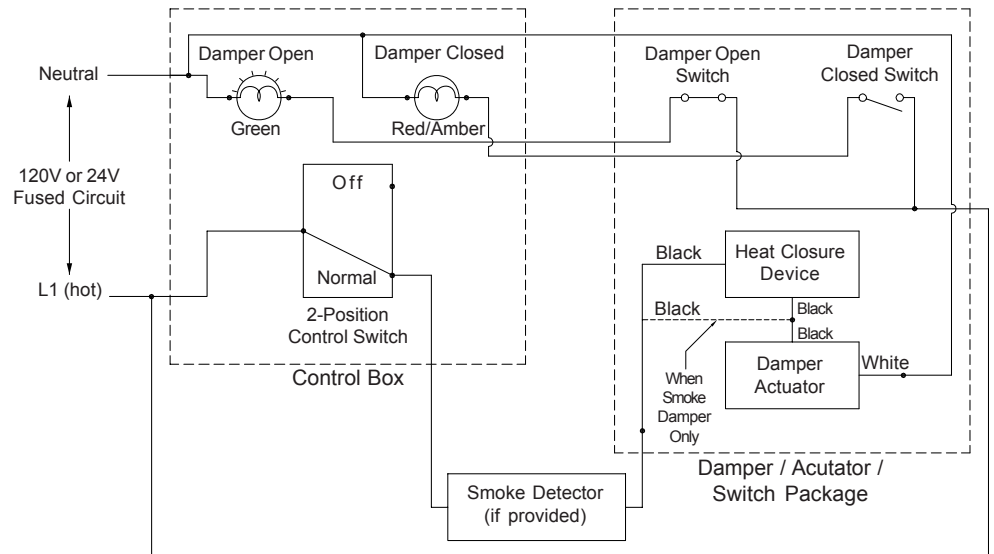 Damper Open
Damper Closed
Damper Open
Switch
Damper
Closed Switch
Neutral
Green
Red/Amber
120V or 24V
Fused Circuit
Off
Normal
L1 (hot)
2-Position
Control Switch
Control Box
Black
Heat Closure
Device
Black
Black
Black
Damper
Actuator
White
When
Smoke
Damper
Only
Damper / Acutator /
Switch Package
Smoke Detector
(if provided)